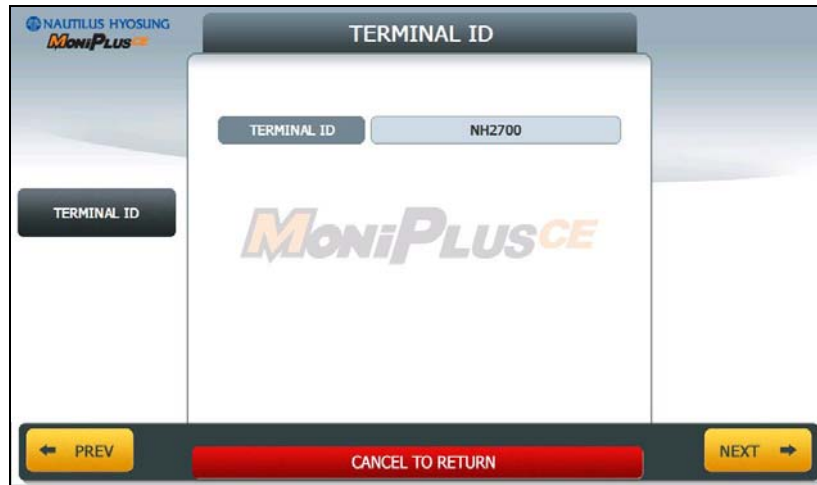 NAUTILUS HYOSUNG
MONIPLUSCE
TERMINAL ID
TERMINAL ID NH2700
TERMINAL ID
MONIPLUSCE
PREV
CANCEL TO RETURN
NEXT